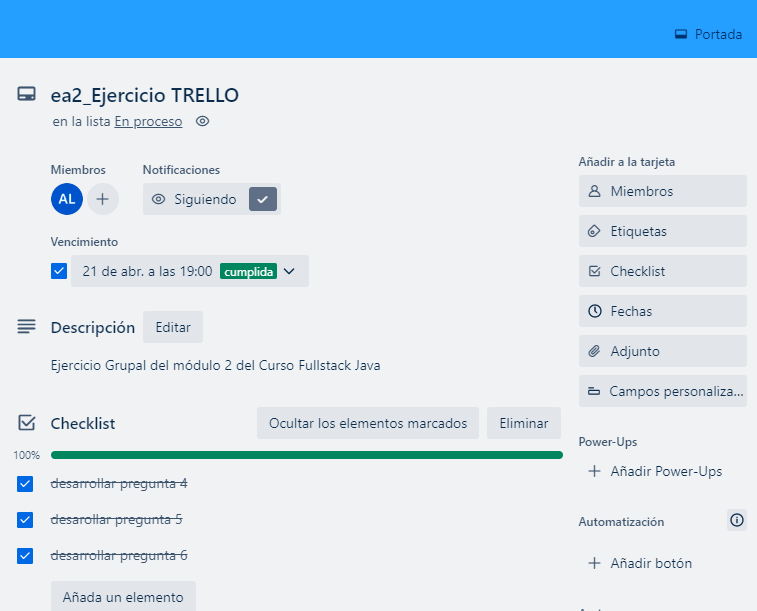 Portada
ea2_Ejercicio TRELLO
en la lista En proceso
Miembros
AL
Notificaciones
Siguiendo
Vencimiento
21 de abr. a las 19:00 cumplida
Descripción
Editar
Ejercicio Grupal del módulo 2 del Curso Fullstack Java
Checklist
Ocultar los elementos marcados
Eliminar
100%
desarrollar pregunta 4
desarollar pregunta 5
desarrollar pregunta 6
Añada un elemento
Añadir a la tarjeta
Miembros
Etiquetas
Checklist
Fechas
Adjunto
Campos personaliza...
Power-Ups
Añadir Power-Ups
Automatización
Añadir botón